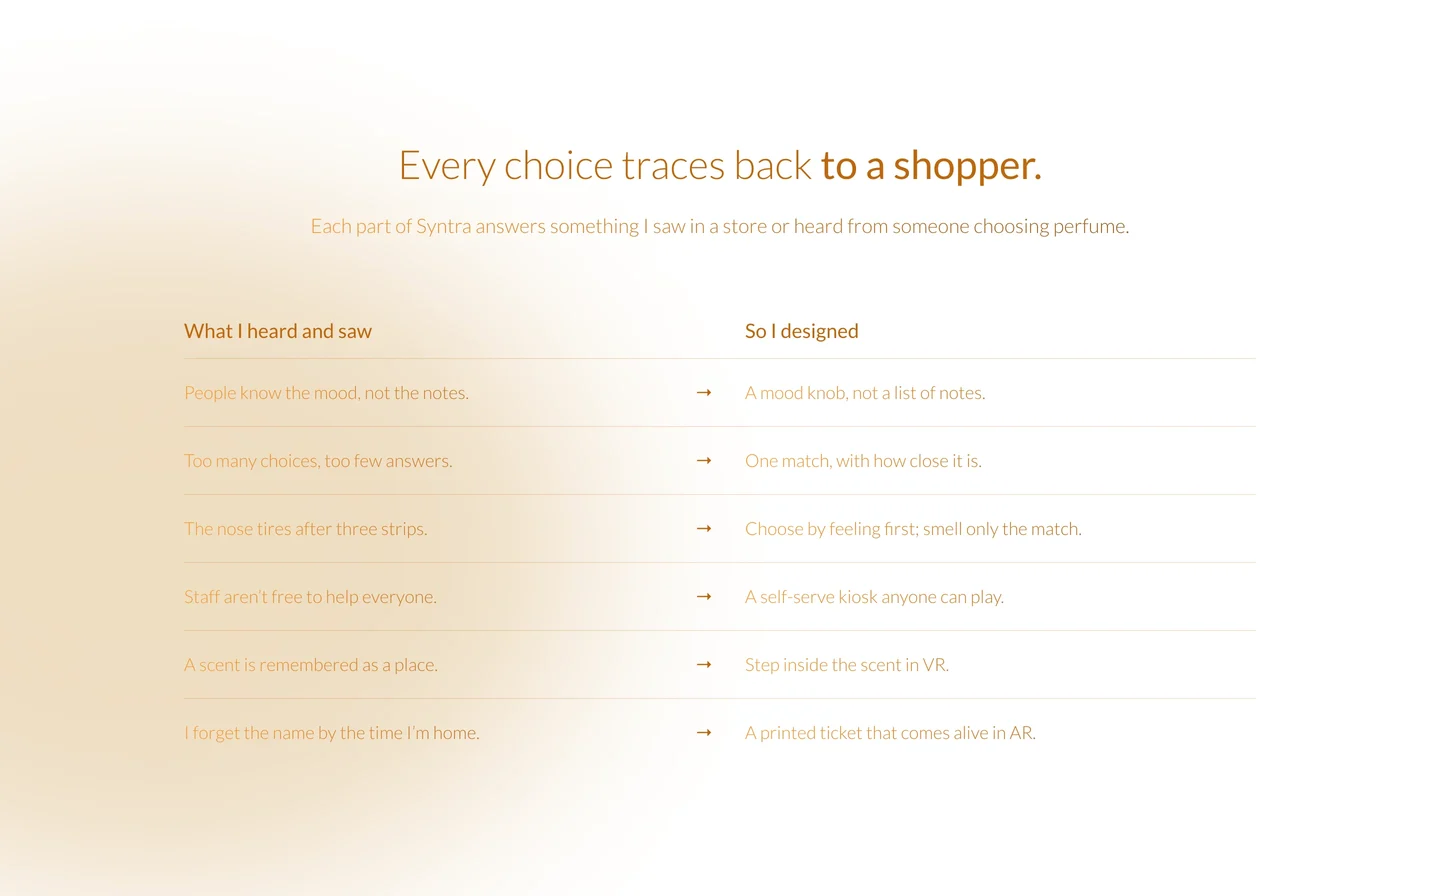 Every choice traces back to a shopper.
Each part of Syntra answers something I saw in a store or heard from someone choosing perfume.
What I heard and saw
So I designed
People know the mood, not the notes.
→
A mood knob, not a list of notes.
Too many choices, too few answers.
→
One match, with how close it is.
The nose tires after three strips.
→
Choose by feeling first; smell only the match.
Staff aren't free to help everyone.
→
A self-serve kiosk anyone can play.
A scent is remembered as a place.
→
Step inside the scent in VR.
I forget the name by the time I'm home.
→
A printed ticket that comes alive in AR.